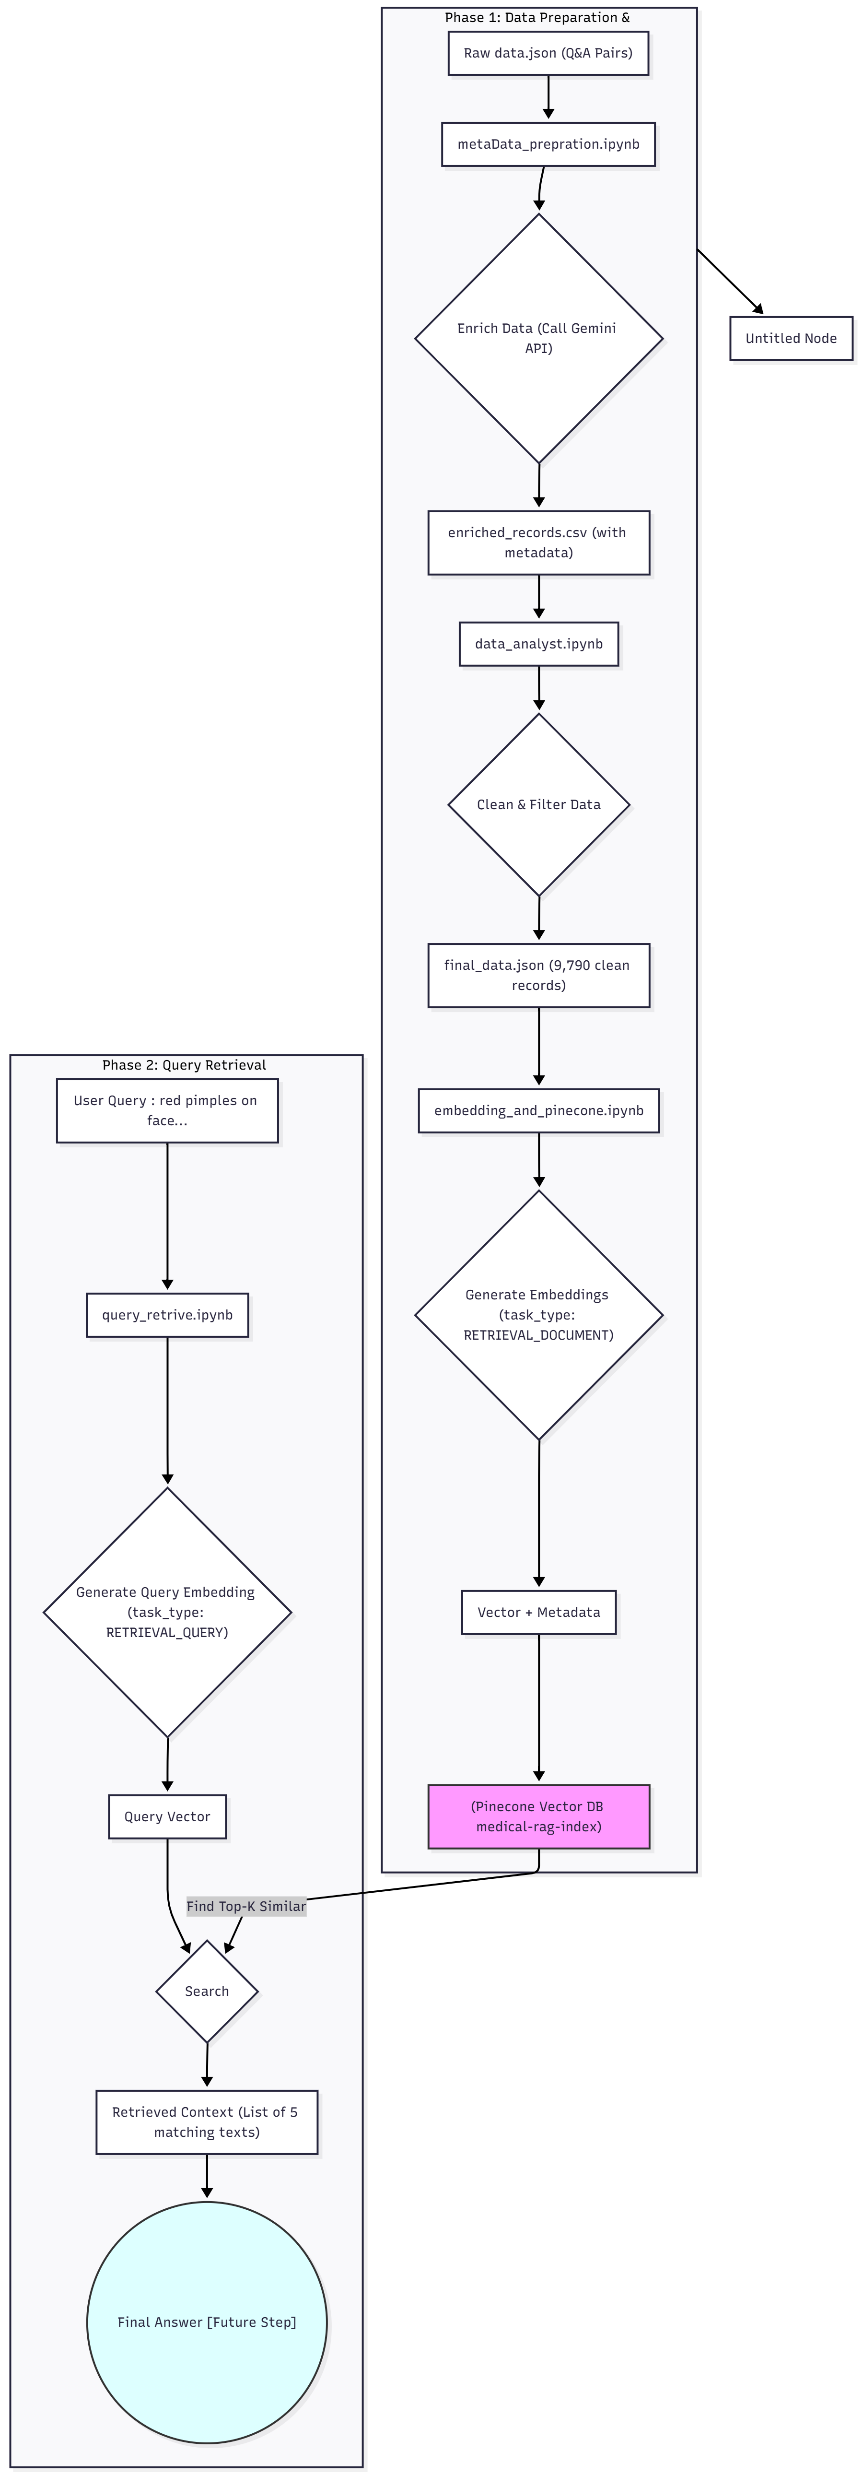 Phase 1: Data Preparation &
Raw data.json (Q&A Pairs)
metaData_prepration.ipynb
Enrich Data (Call Gemini
API)
Untitled Node
enriched_records.csv (with
metadata)
data_analyst.ipynb
Clean & Filter Data
final_data.json (9,790 clean
records)
embedding_and_pinecone.ipynb
Generate Embeddings
(task_type:
RETRIEVAL_DOCUMENT)
Vector + Metadata
(Pinecone Vector DB
medical-rag-index)
Phase 2: Query Retrieval
User Query : red pimples on
face...
query_retrive.ipynb
Generate Query Embedding
(task_type:
RETRIEVAL_QUERY)
Query Vector
Find Top-K Similar
Search
Retrieved Context (List of 5
matching texts)
Final Answer [Future Step]